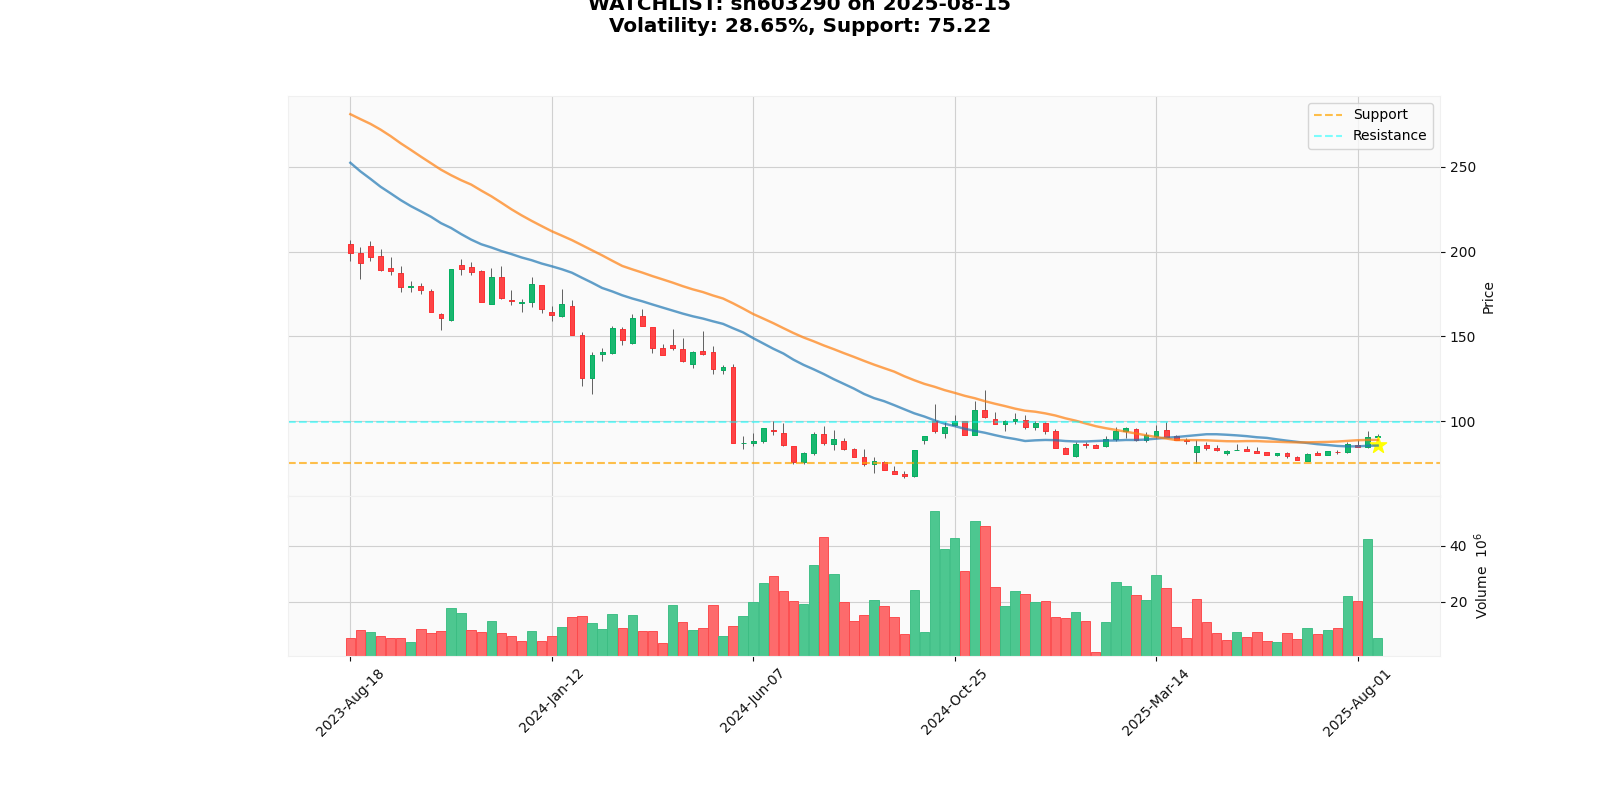 WATCHLIST: sh603290 on 2025-08-15
Volatility: 28.65%, Support: 75.22
Support
Resistance
250
200
150
100
Price
40
20
Volume 10^6
2023-Aug-18
2024-Jan-12
2024-Jun-07
2024-Oct-25
2025-Mar-14
2025-Aug-01